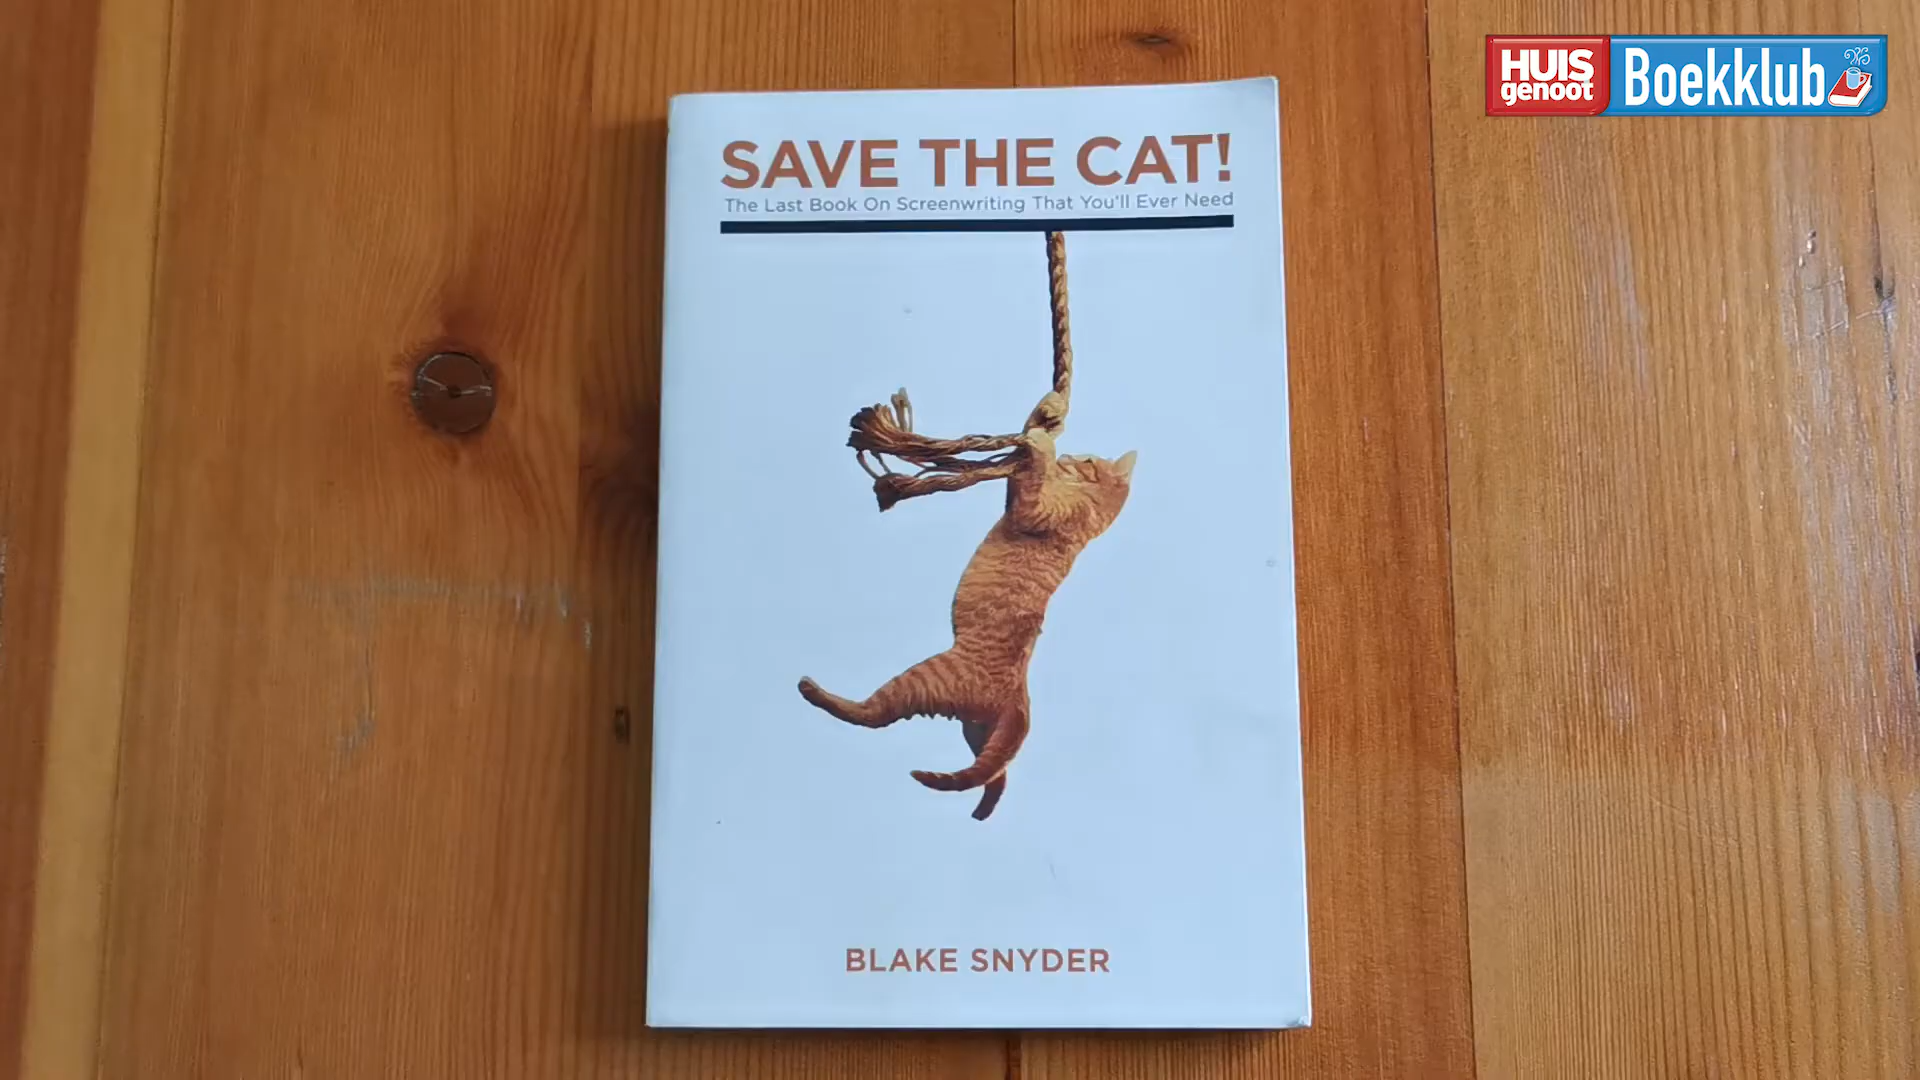 HUIS
genoot
Boekklub
SAVE THE CAT!
The Last Book On Screenwriting That You'll Ever Need
BLAKE SNYDER